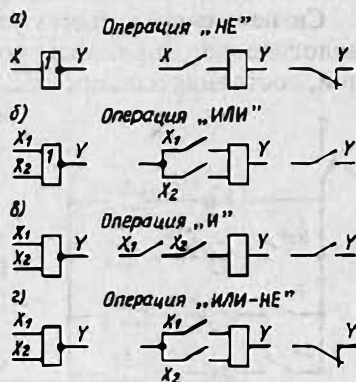 а) Операция „НЕ"
X 1 Y X Y Y
б) Операция „ИЛИ"
X1 X2 1 Y X1 X2 Y Y
в) Операция „И"
X1 X2 Y X1 X2 Y Y
г) Операция „ИЛИ-НЕ"
X1 X2 Y X1 X2 Y Y